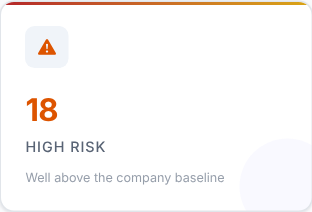 18
HIGH RISK
Well above the company baseline